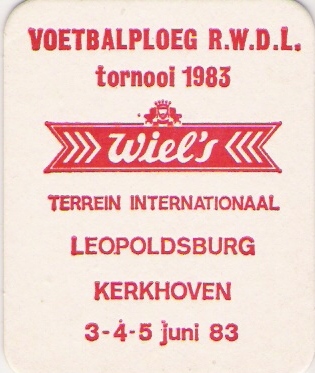 VOETBALPLOEG R.W.D.L.
tornooi 1983
Wiel's
TERREIN INTERNATIONAAL
LEOPOLDSBURG
KERKHOVEN
3-4-5 juni 83